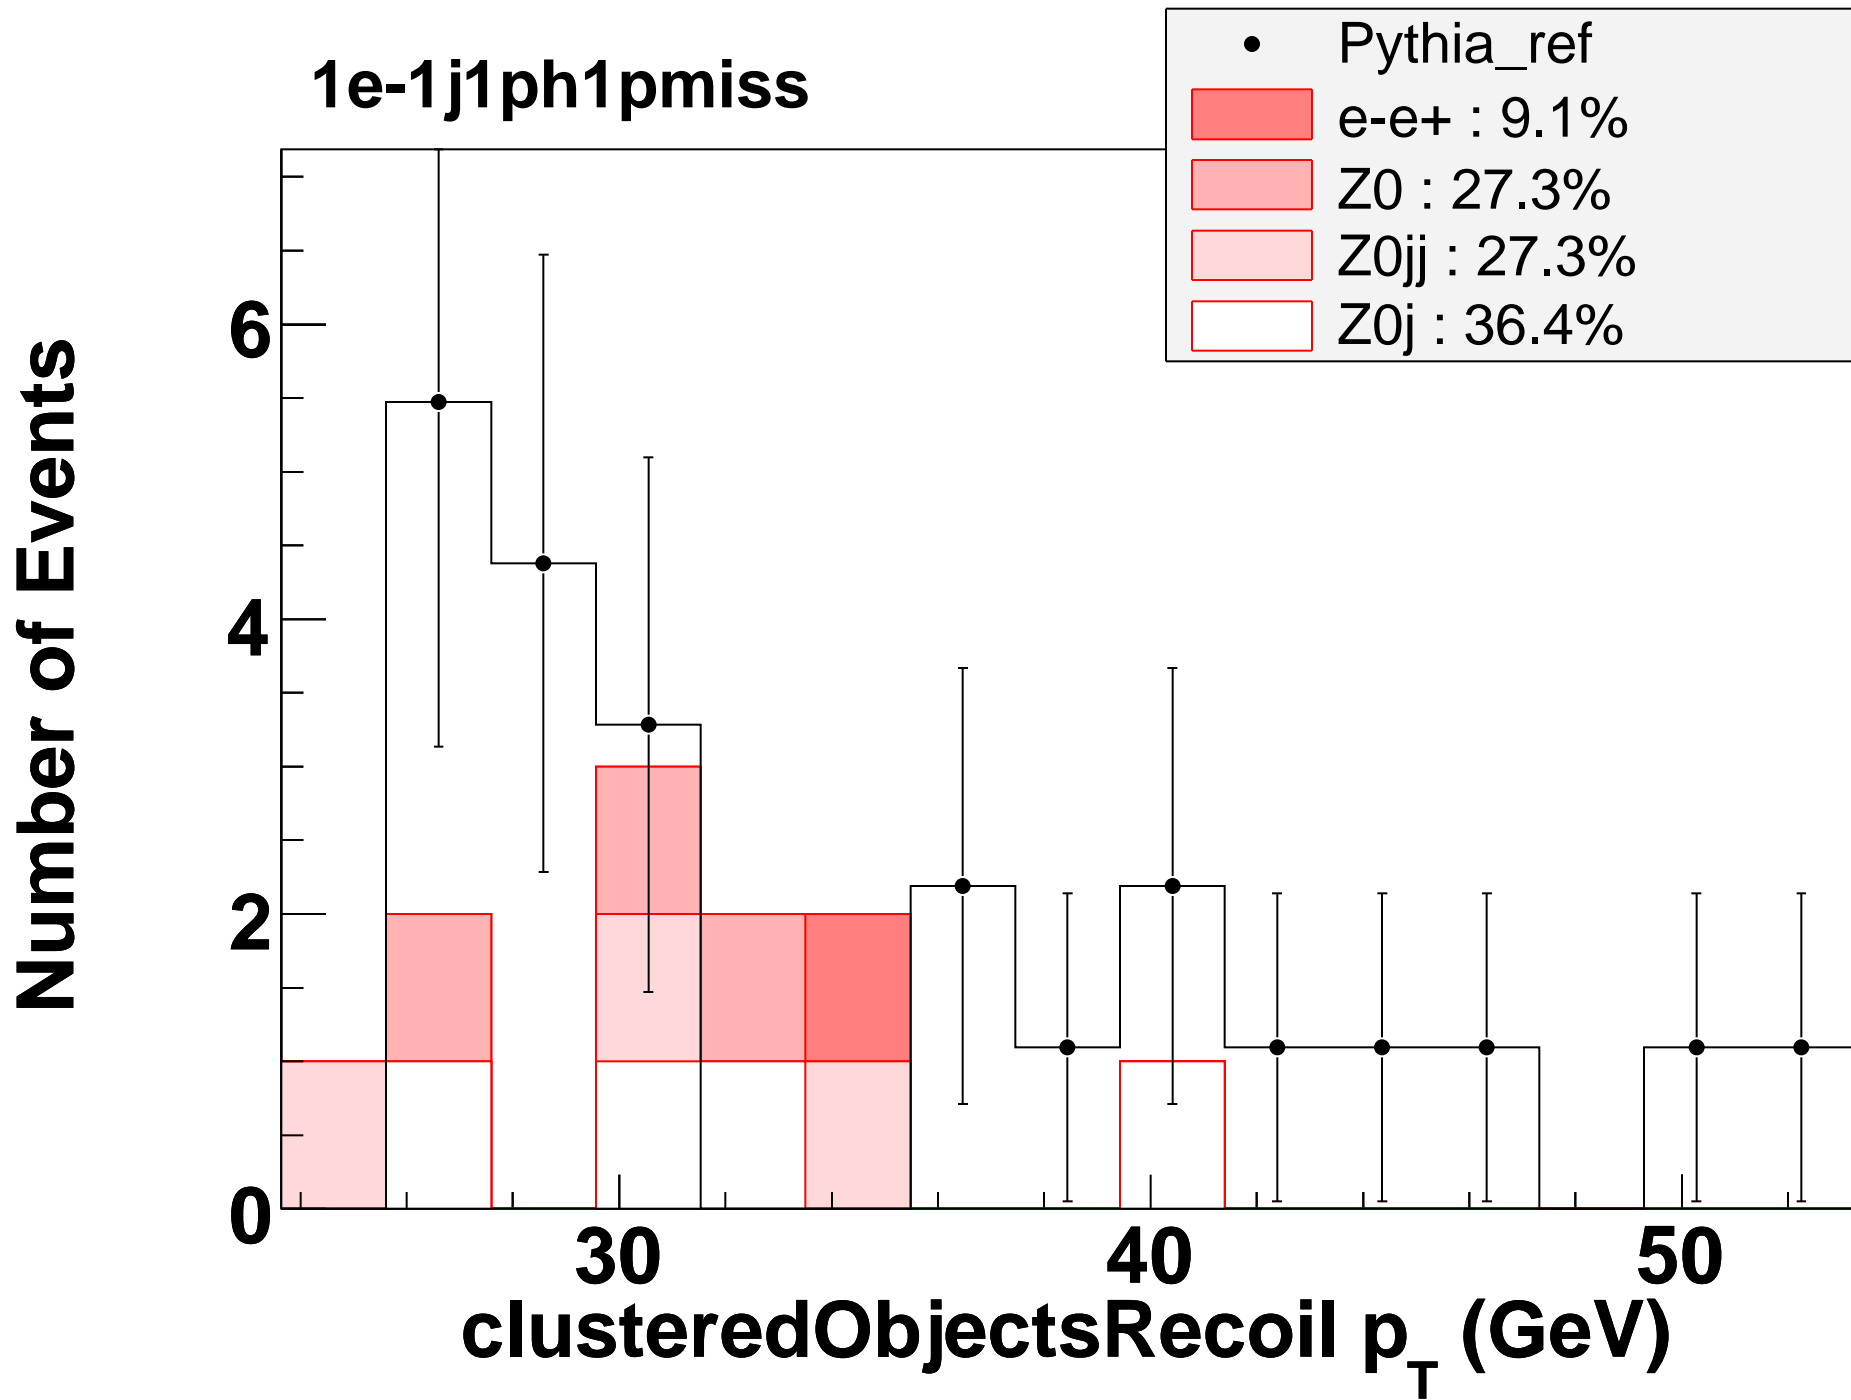 1e-1j1ph1pmiss
Pythia_ref
e-e+ : 9.1%
Z0 : 27.3%
Z0jj : 27.3%
Z0j : 36.4%
Number of Events
6
4
2
0
30 40 50
clusteredObjectsRecoil p_T (GeV)